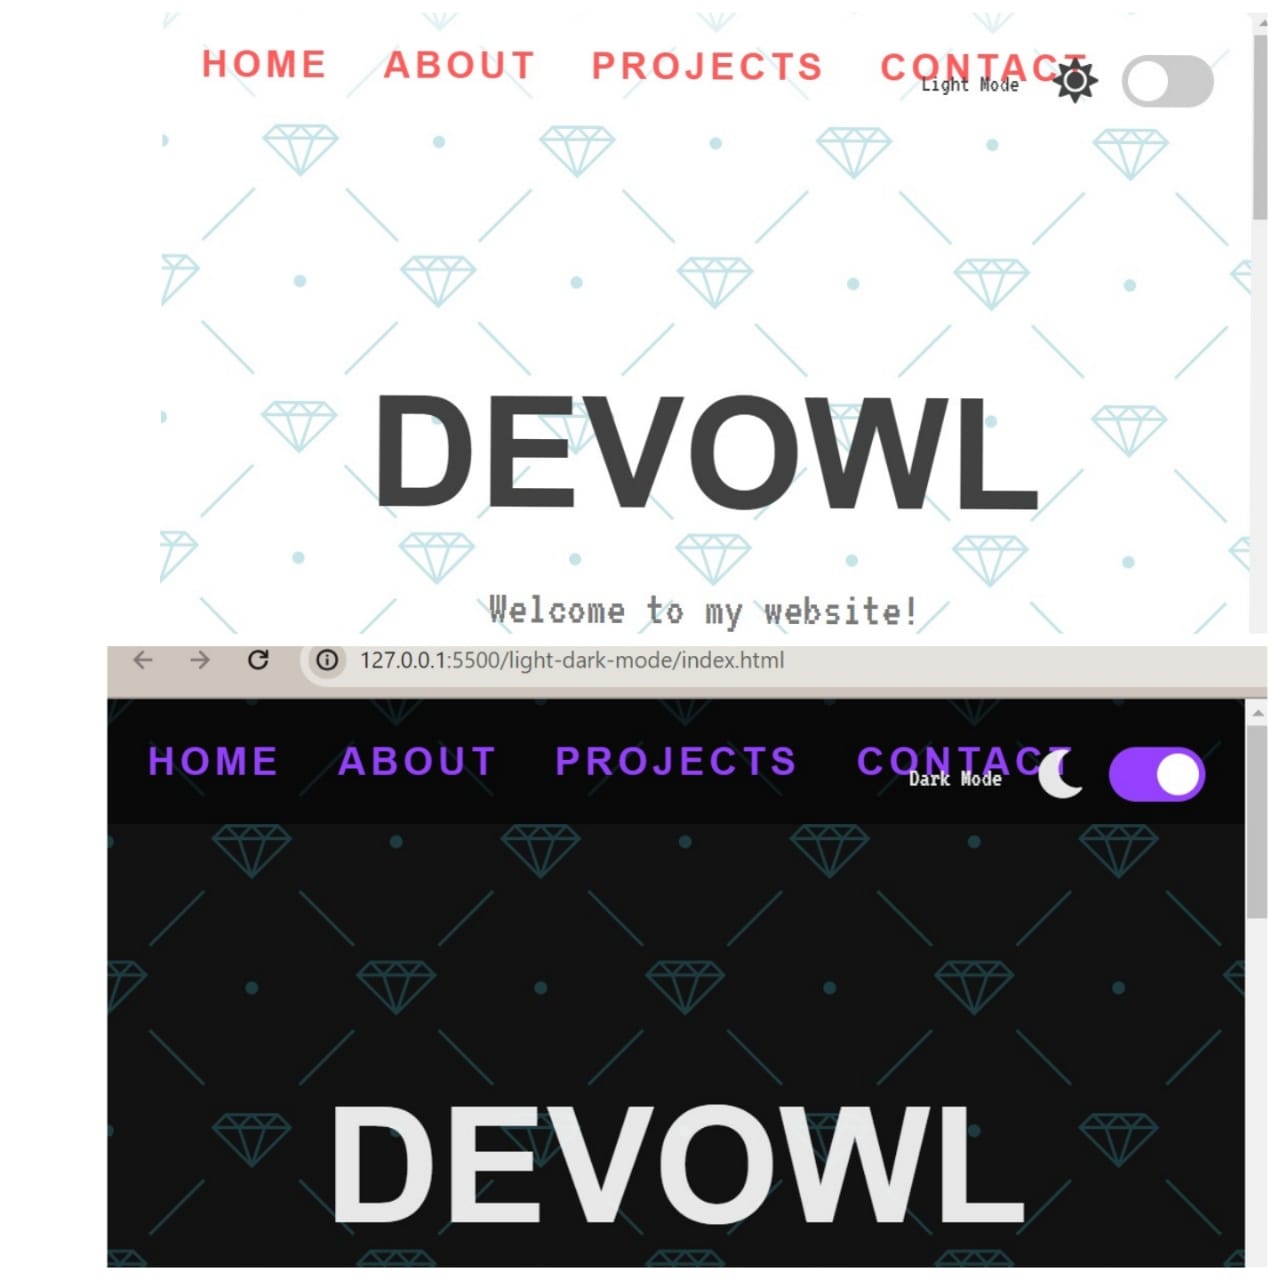 HOME ABOUT PROJECTS CONTACT
Light Mode
DEVOWL
Welcome to my website!
127.0.0.1:5500/light-dark-mode/index.html
HOME ABOUT PROJECTS CONTACT
Dark Mode
DEVOWL